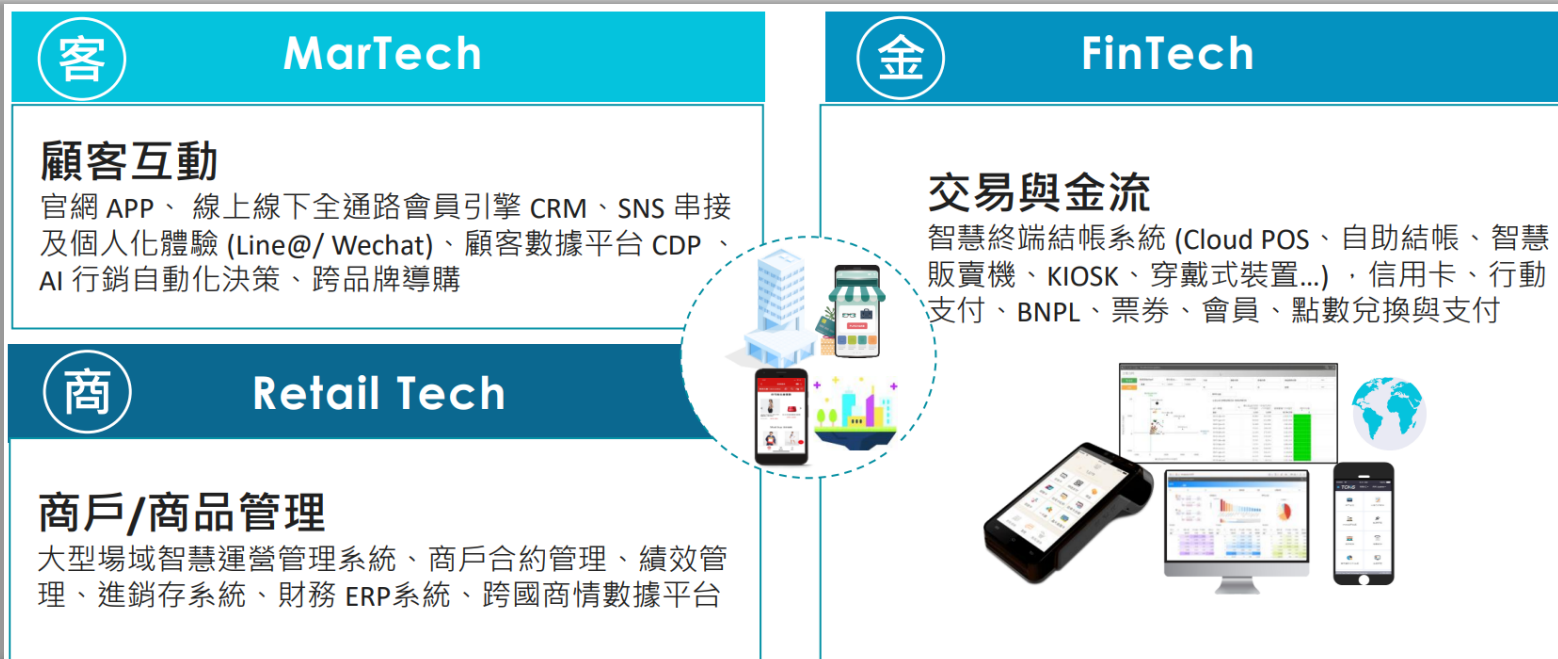 客
MarTech
顧客互動
官網 APP、 線上線下全通路會員引擎 CRM、SNS 串接
及個人化體驗 (Line@/ Wechat)、顧客數據平台 CDP 、
AI 行銷自動化決策、跨品牌導購
商
Retail Tech
商戶/商品管理
大型場域智慧運營管理系統、商戶合約管理、績效管
理、進銷存系統、財務 ERP系統、跨國商情數據平台
金
FinTech
交易與金流
智慧終端結帳系統 (Cloud POS、自助結帳、智慧
販賣機、KIOSK、穿戴式裝置…) ，信用卡、行動
支付、BNPL、票券、會員、點數兌換與支付